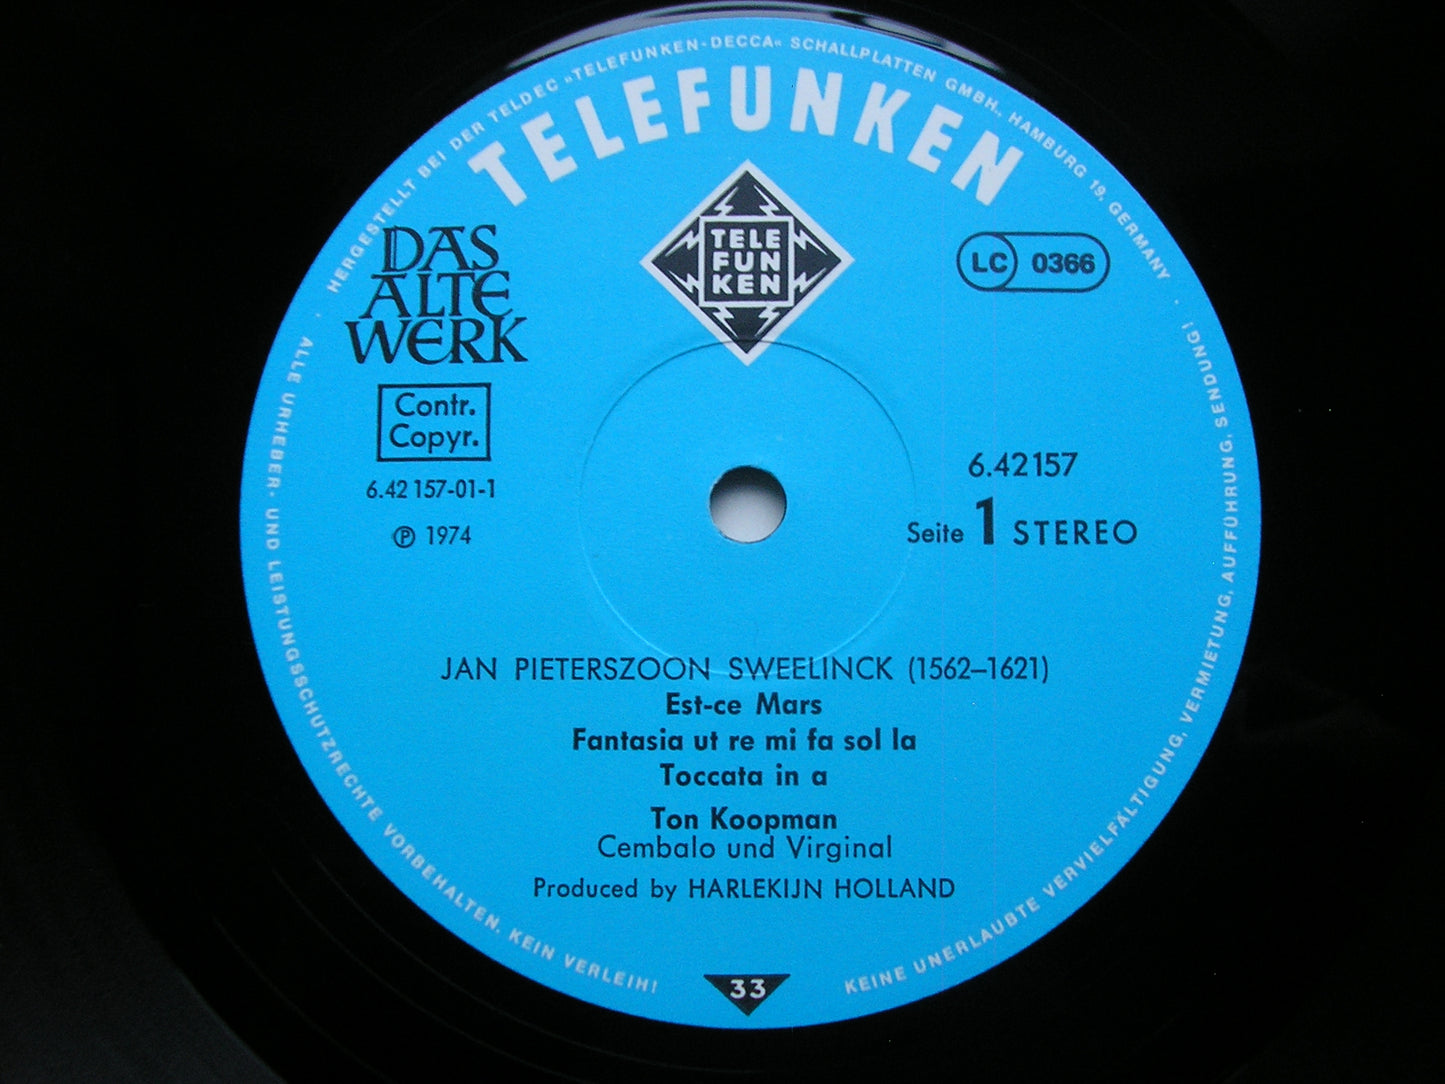 HERGESTELLT BEI DER TELDEC »TELEFUNKEN-DECCA« SCHALLPLATTEN GMBH., HAMBURG 19, GERMANY ·
TELEFUNKEN
TELE
FUN
KEN
DAS
ALTE
WERK
LC 0366
Contr.
Copyr.
6.42157-01-1
℗ 1974
6.42157
Seite 1 STEREO
JAN PIETERSZOON SWEELINCK (1562–1621)
Est-ce Mars
Fantasia ut re mi fa sol la
Toccata in a
Ton Koopman
Cembalo und Virginal
Produced by HARLEKIJN HOLLAND
33
· ALLE URHEBER- UND LEISTUNGSSCHUTZRECHTE VORBEHALTEN. KEIN VERLEIH!
KEINE UNERLAUBTE VERVIELFÄLTIGUNG, VERMIETUNG, AUFFÜHRUNG, SENDUNG!